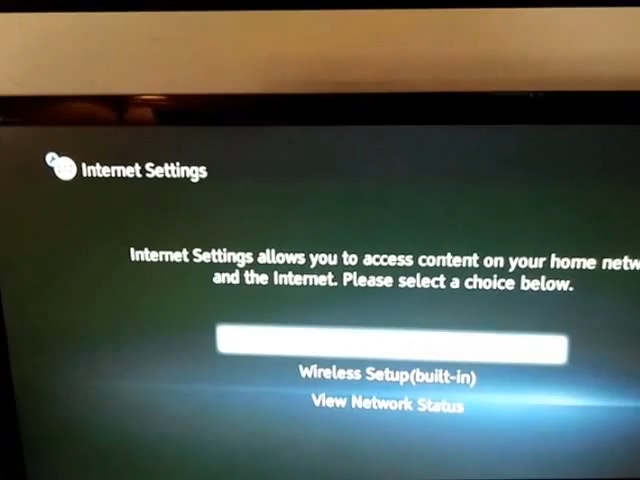 Internet Settings
Internet Settings allows you to access content on your home netw
and the Internet. Please select a choice below.
Wireless Setup(built-in)
View Network Status